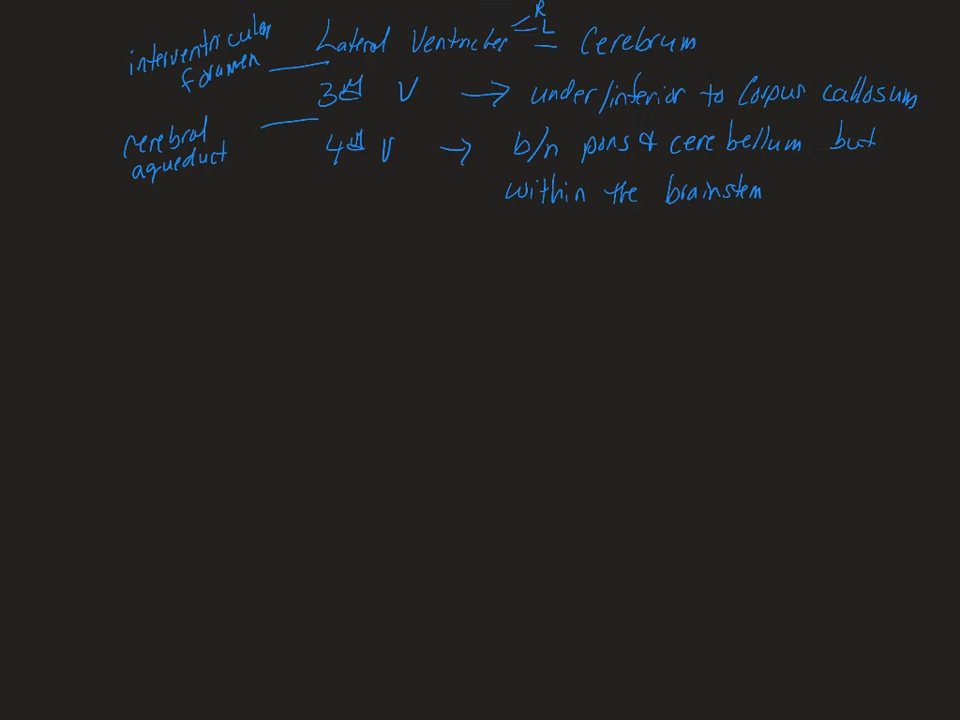 interventricular
foramen
Lateral Ventricles < R L — Cerebrum
3rd V → under/inferior to Corpus callosum
cerebral
aqueduct
4th V → b/n pons & cerebellum but
within the brainstem